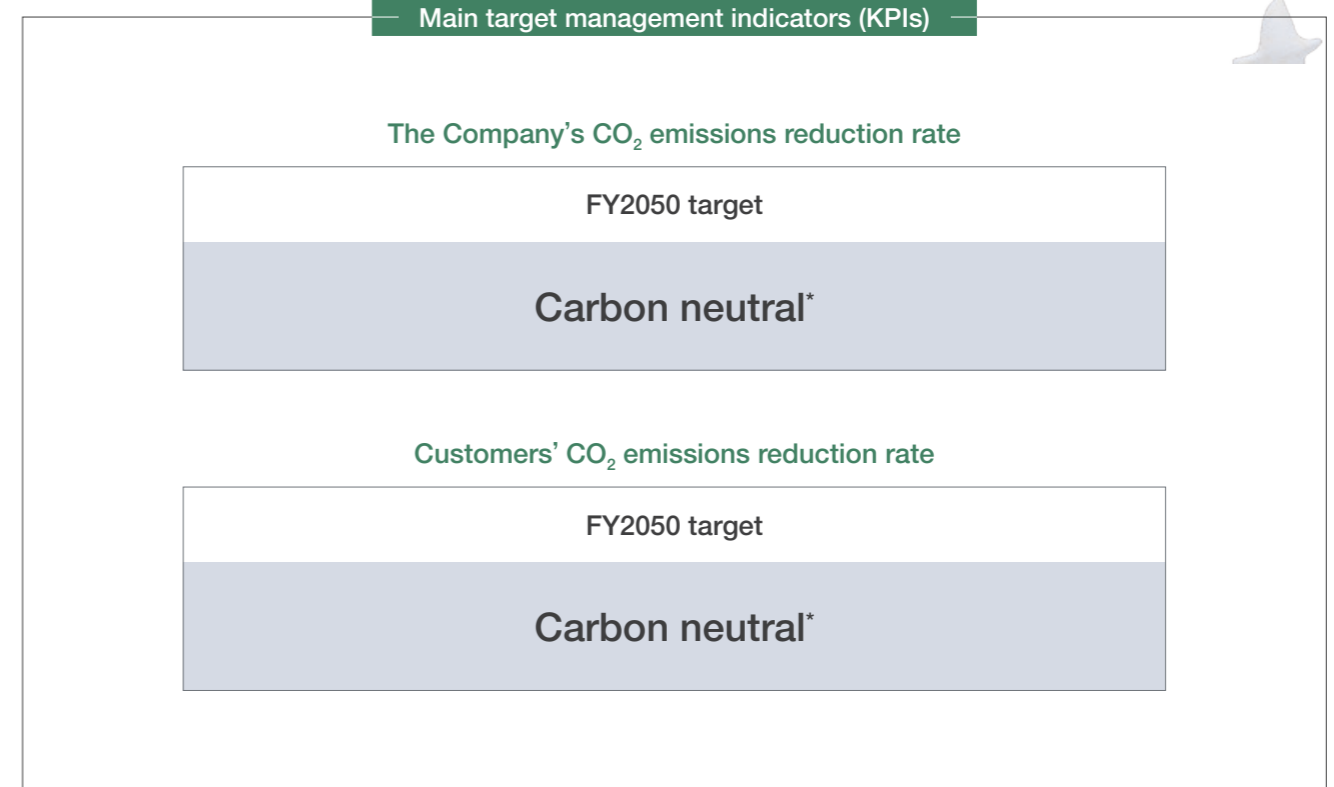 Main target management indicators (KPIs)
The Company’s CO₂ emissions reduction rate
FY2050 target
Carbon neutral*
Customers’ CO₂ emissions reduction rate
FY2050 target
Carbon neutral*